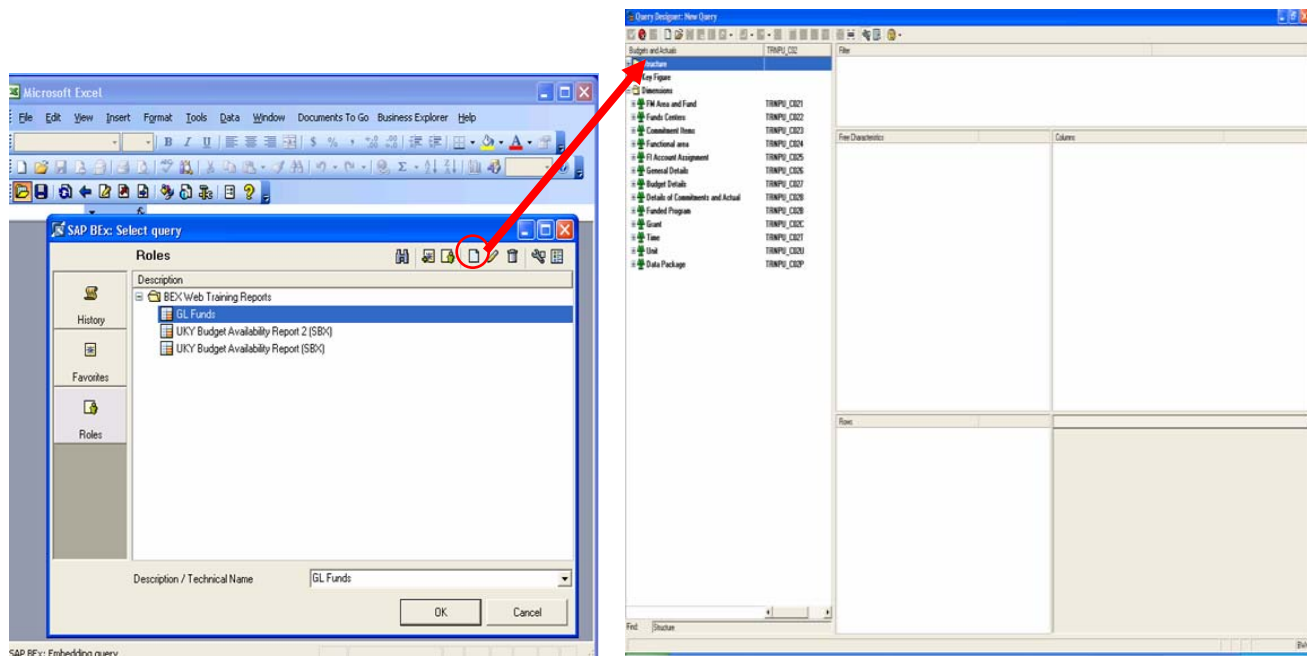 Microsoft Excel
File Edit View Insert Format Tools Data Window Documents To Go Business Explorer Help
SAP BEx: Select query
Roles
Description
History
BEX Web Training Reports
GL Funds
UKY Budget Availability Report 2 (SBX)
UKY Budget Availability Report (SBX)
Favorites
Roles
Description / Technical Name GL Funds
OK Cancel
SAP BEx: Embedding query
Query Designer: New Query
Budgets and Actuals TRNPU_C02
Structure
Key Figure
Dimensions
FM Area and Fund TRNPU_C021
Funds Centers TRNPU_C022
Commitment Items TRNPU_C023
Functional area TRNPU_C024
FI Account Assignment TRNPU_C025
General Details TRNPU_C026
Budget Details TRNPU_C027
Details of Commitments and Actual TRNPU_C028
Funded Program
Grant TRNPU_C02C
Time TRNPU_C02T
Unit TRNPU_C02U
Data Package TRNPU_C02P
Find: Structure
Filter
Free Characteristics
Columns
Rows